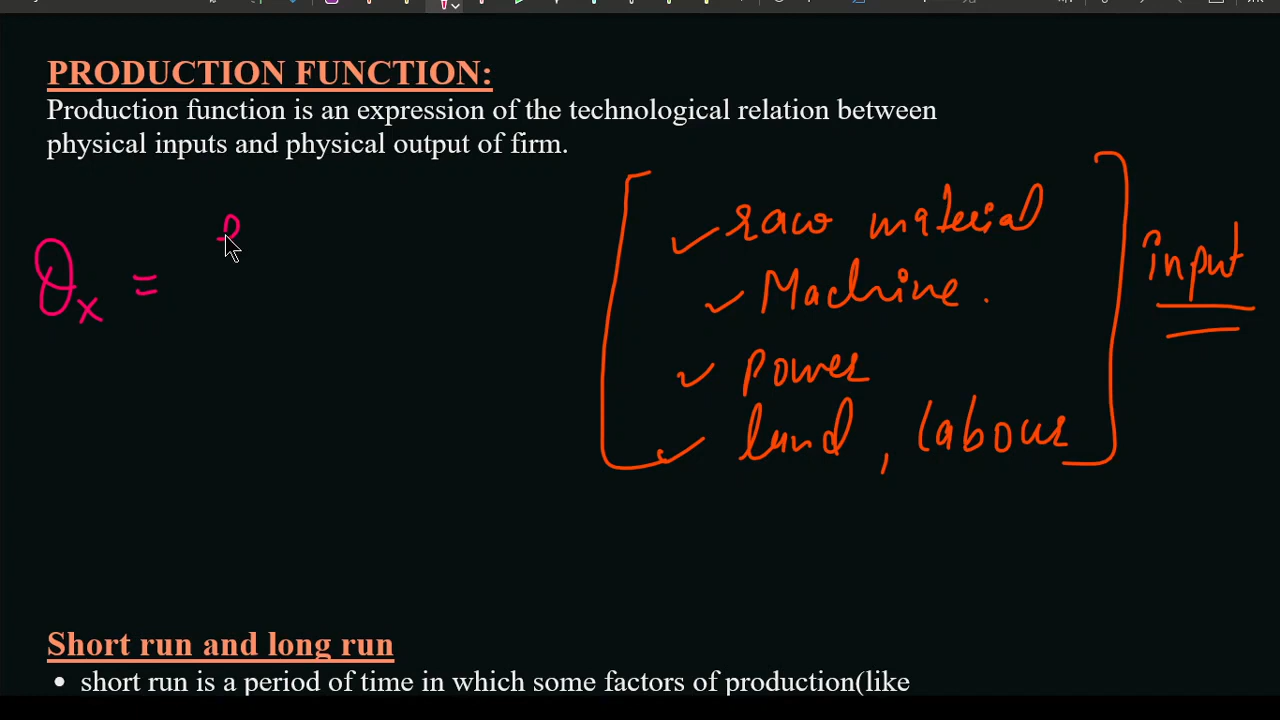 PRODUCTION FUNCTION:
Production function is an expression of the technological relation between
physical inputs and physical output of firm.
Qx =
raw material
Machine.
input
power
land, labour
Short run and long run
• short run is a period of time in which some factors of production(like